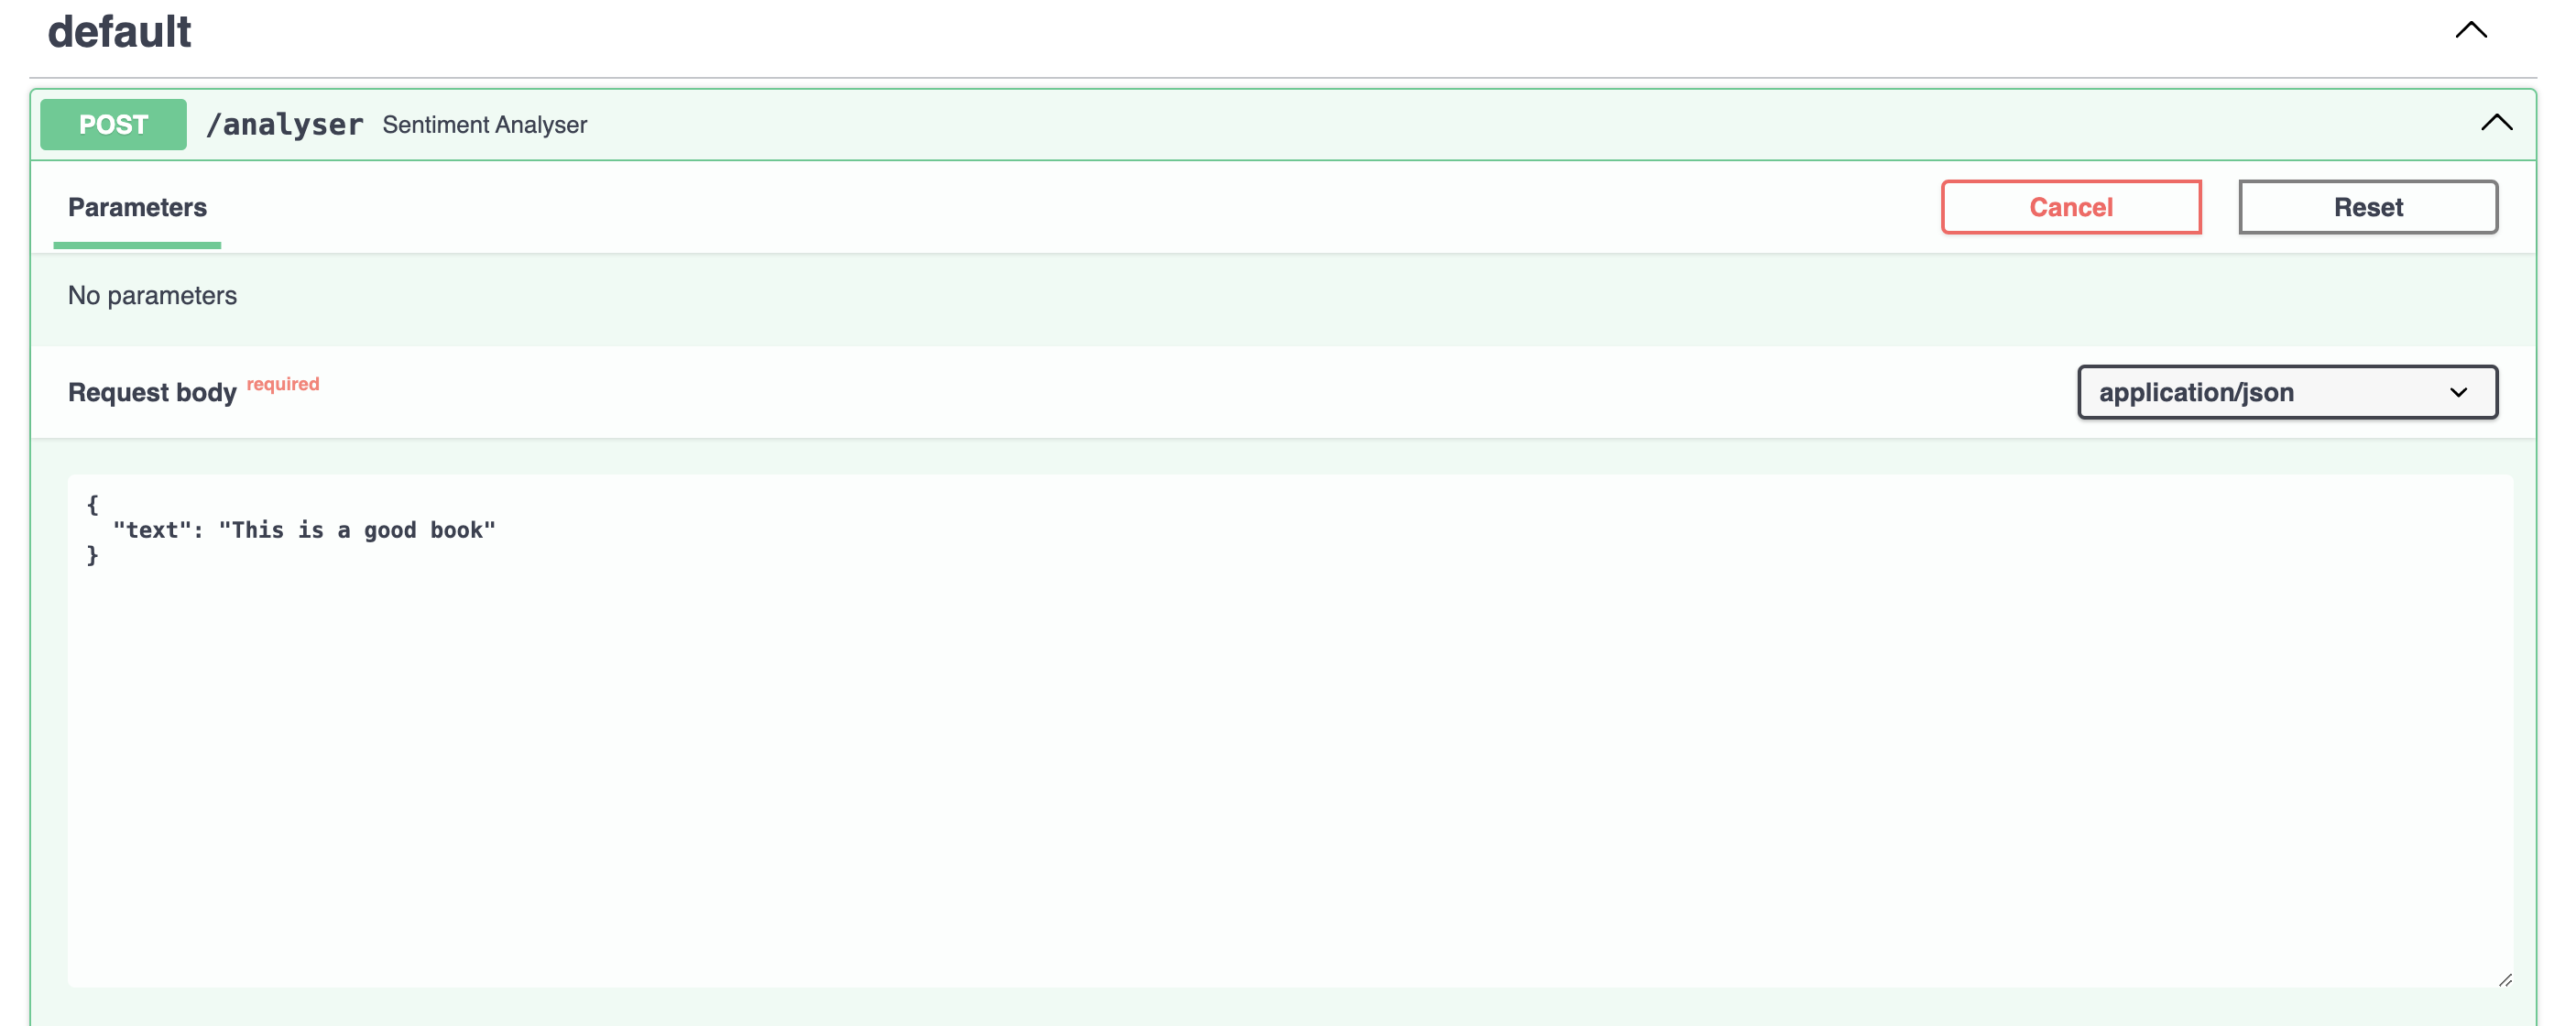 default
POST /analyser Sentiment Analyser
Parameters Cancel Reset
No parameters
Request body required application/json
{
  "text": "This is a good book"
}